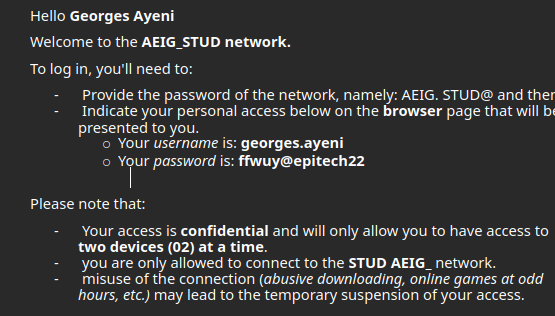 Hello Georges Ayeni
Welcome to the AEIG_STUD network.
To log in, you'll need to:
- Provide the password of the network, namely: AEIG. STUD@ and then
- Indicate your personal access below on the browser page that will be
presented to you.
o Your username is: georges.ayeni
o Your password is: ffwuy@epitech22
Please note that:
- Your access is confidential and will only allow you to have access to
two devices (02) at a time.
- you are only allowed to connect to the STUD AEIG_ network.
- misuse of the connection (abusive downloading, online games at odd
hours, etc.) may lead to the temporary suspension of your access.